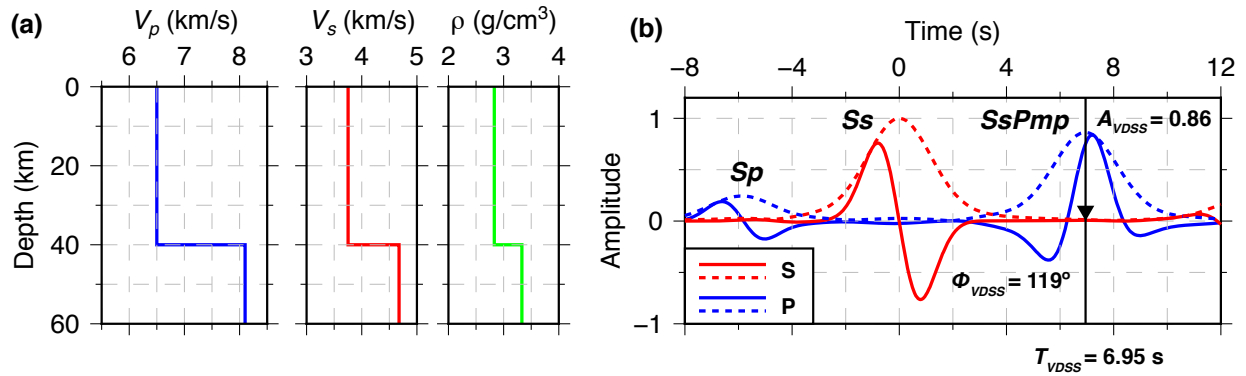 (a)
Vp (km/s)
Vs (km/s)
ρ (g/cm³)
6 7 8
3 4 5
2 3 4
Depth (km)
0
20
40
60
(b)
Time (s)
−8 −4 0 4 8 12
Amplitude
1
0
−1
Ss
SsPmp
A_VDSS = 0.86
Sp
S
P
Φ_VDSS = 119°
T_VDSS = 6.95 s